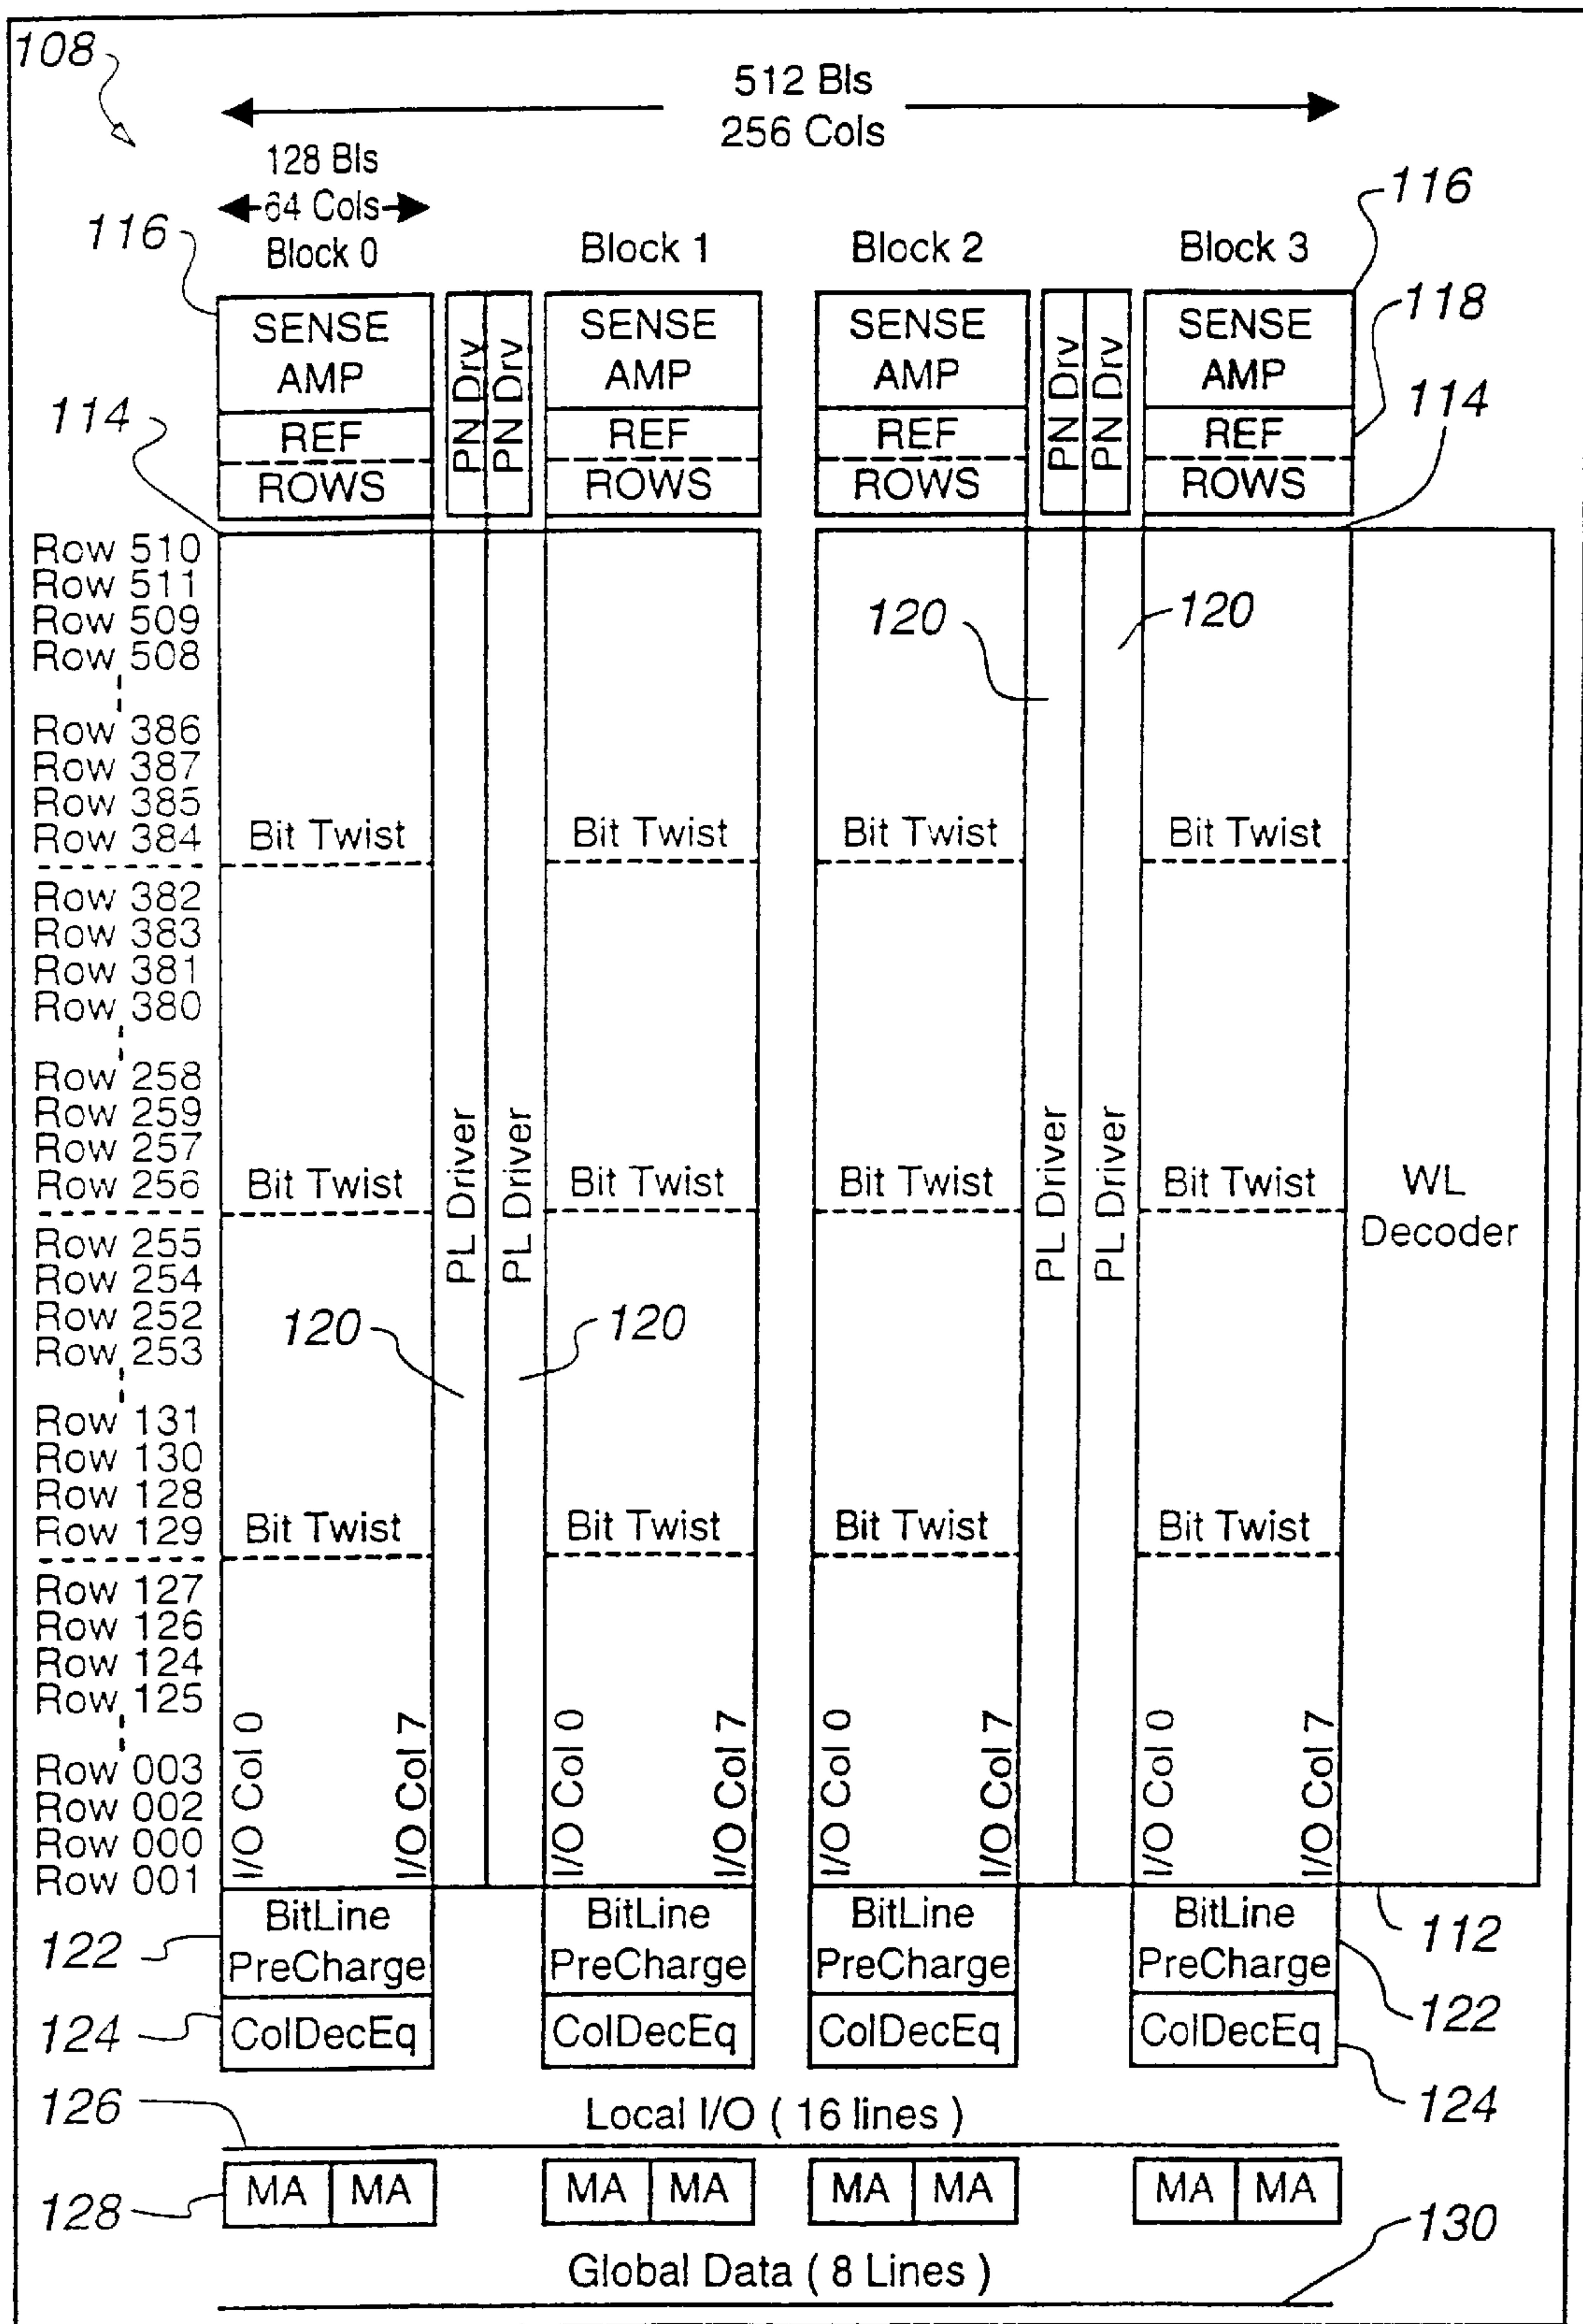 108
512 Bls
256 Cols
128 Bls
64 Cols
116
116
Block 0
Block 1
Block 2
Block 3
SENSE AMP
PN Drv
PN Drv
SENSE AMP
SENSE AMP
PN Drv
PN Drv
SENSE AMP
118
114
114
REF
REF
REF
REF
ROWS
ROWS
ROWS
ROWS
Row 510
Row 511
Row 509
Row 508
120
120
Row 386
Row 387
Row 385
Row 384
Bit Twist
Bit Twist
Bit Twist
Bit Twist
Row 382
Row 383
Row 381
Row 380
Row 258
Row 259
Row 257
Row 256
Bit Twist
Bit Twist
Bit Twist
Bit Twist
PL Driver
PL Driver
PL Driver
PL Driver
WL
Decoder
Row 255
Row 254
Row 252
Row 253
120
120
Row 131
Row 130
Row 128
Row 129
Bit Twist
Bit Twist
Bit Twist
Bit Twist
Row 127
Row 126
Row 124
Row 125
Row 003
Row 002
Row 000
Row 001
I/O Col 0
I/O Col 7
I/O Col 0
I/O Col 7
I/O Col 0
I/O Col 7
I/O Col 0
I/O Col 7
122
BitLine
PreCharge
BitLine
PreCharge
BitLine
PreCharge
BitLine
PreCharge
112
122
124
ColDecEq
ColDecEq
ColDecEq
ColDecEq
124
126
Local I/O ( 16 lines )
128
MA
MA
MA
MA
MA
MA
MA
MA
130
Global Data ( 8 Lines )